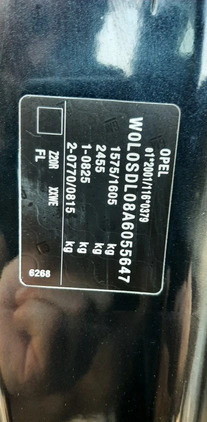 OPEL
e1*2001/116*0379
W0L0SDL08A6055647
1575/1605 kg
2455 kg
1-0825 kg
2-0770/0815 kg
Z20R XXWE
FL
6268